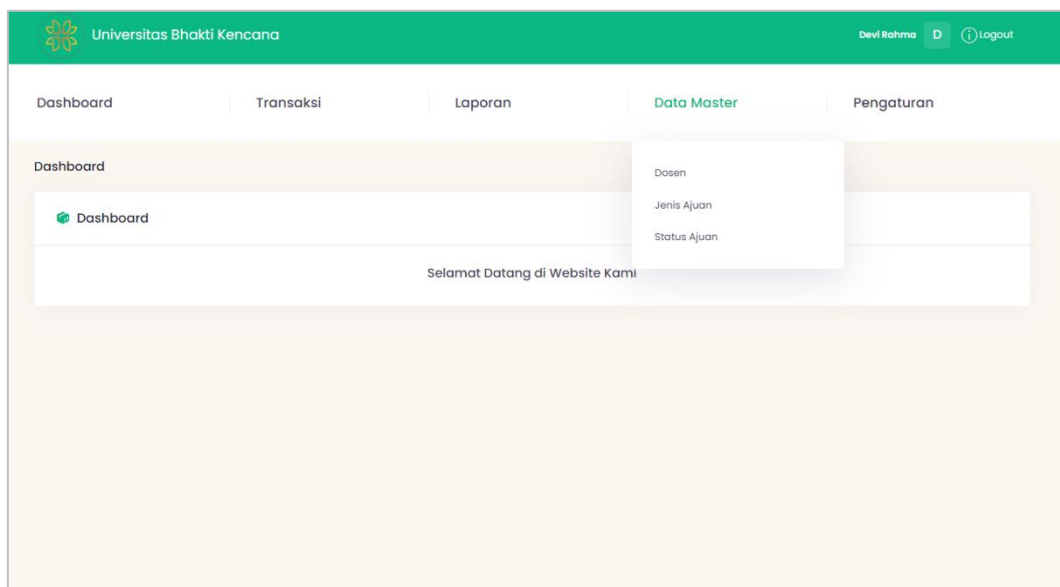 Universitas Bhakti Kencana
Devi Rahma D Logout
Dashboard Transaksi Laporan Data Master Pengaturan
Dashboard
Dosen
Jenis Ajuan
Status Ajuan
Dashboard
Selamat Datang di Website Kami